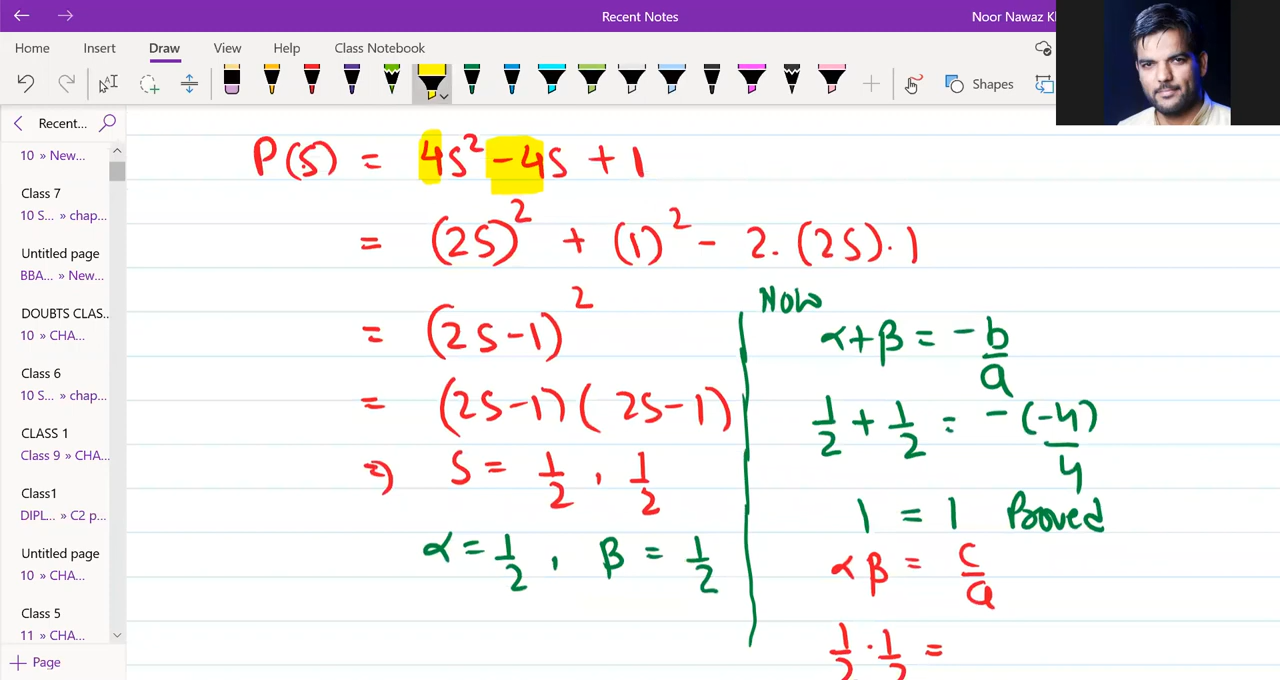 Recent Notes
Noor Nawaz K
Home Insert Draw View Help Class Notebook
Shapes
Recent...
10 » New...
Class 7
10 S... » chap...
Untitled page
BBA... » New...
DOUBTS CLAS...
10 » CHA...
Class 6
10 S... » chap...
CLASS 1
Class 9 » CHA...
Class1
DIPL... » C2 p...
Untitled page
10 » CHA...
Class 5
11 » CHA...
Page
P(S) = 4S² -4S + 1
= (2S)² + (1)² - 2.(2S).1
= (2S-1)²
= (2S-1)(2S-1)
=) S = 1/2, 1/2
α = 1/2, β = 1/2
Now
α+β = -b/a
1/2 + 1/2 = -(-4)/4
1 = 1 Proved
αβ = c/a
1/2 · 1/2 =